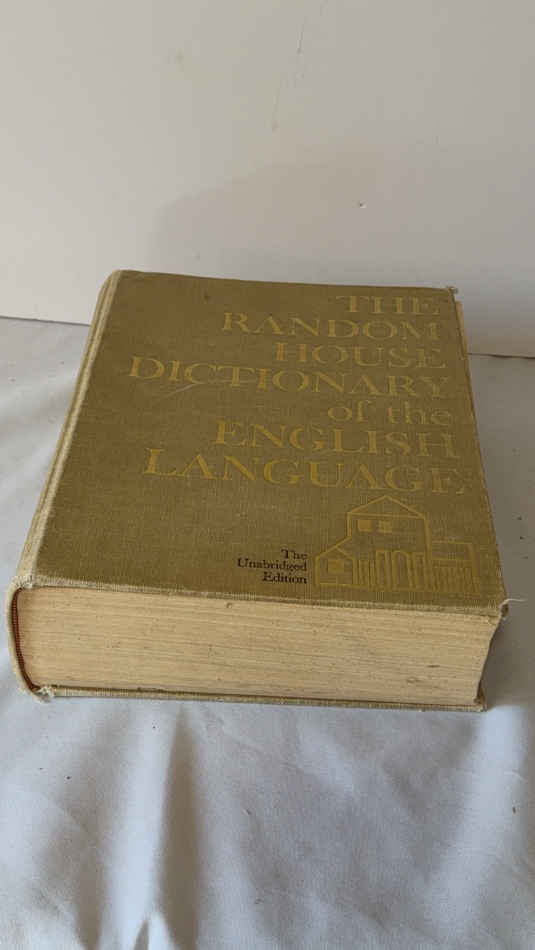 THE
RANDOM
HOUSE
DICTIONARY
of the
ENGLISH
LANGUAGE
The
Unabridged
Edition